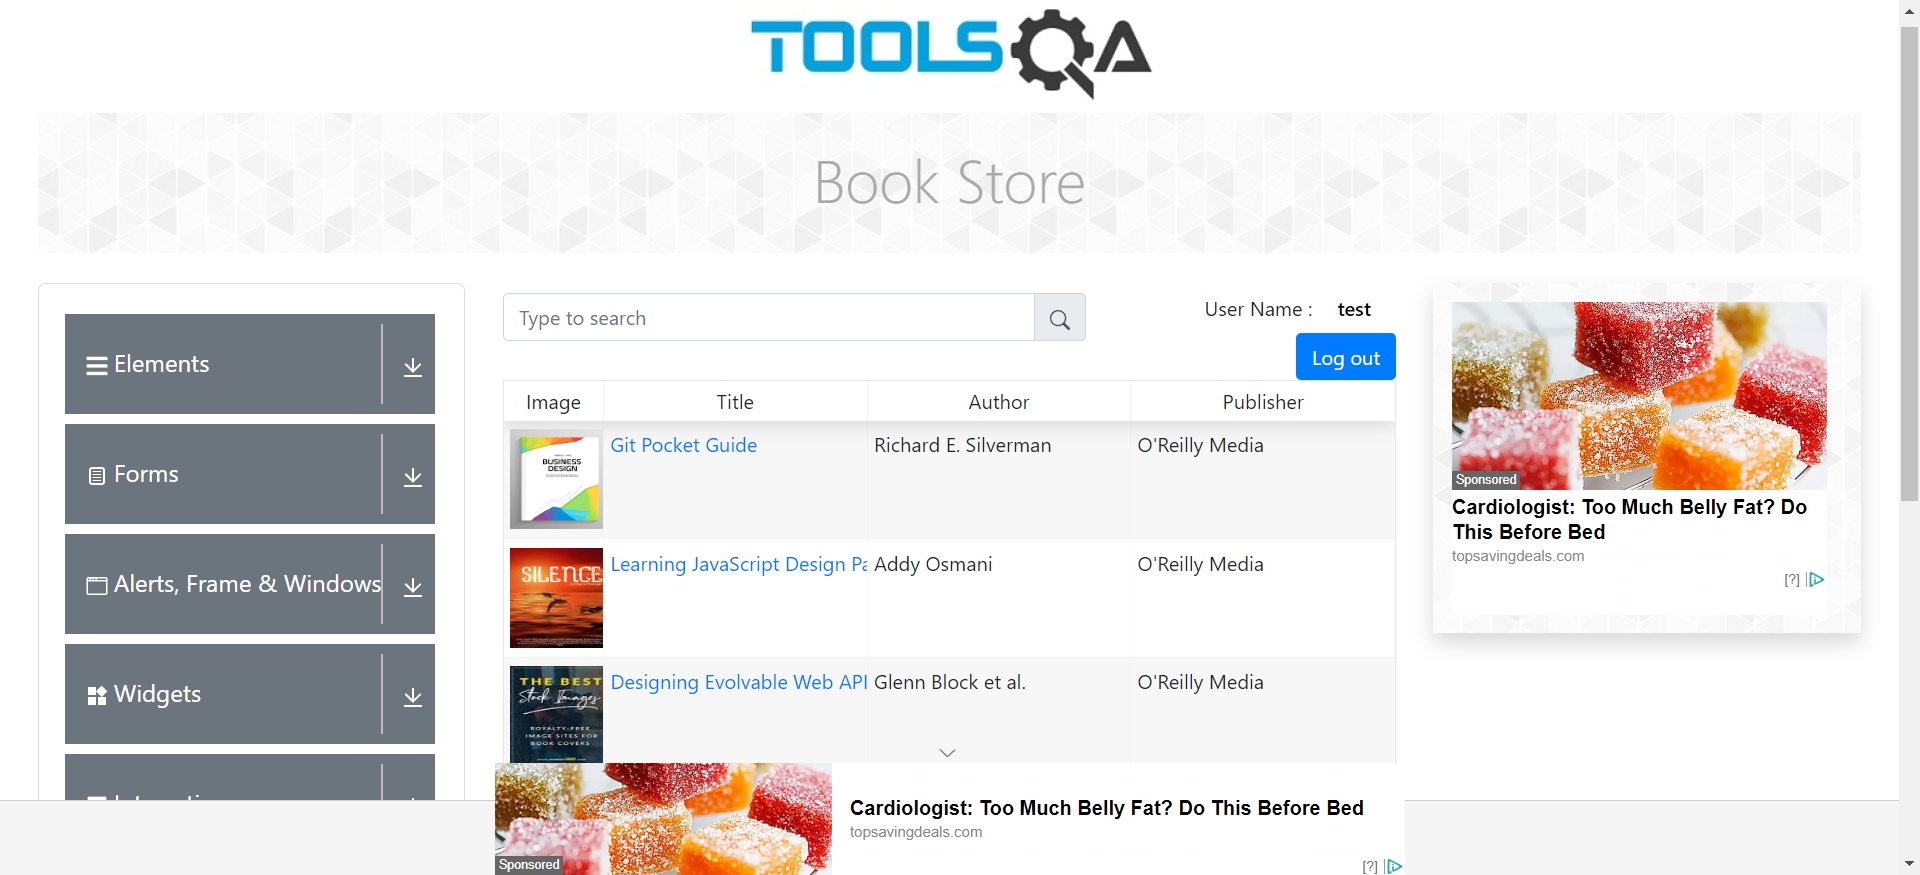 TOOLSQA
Book Store
Elements
Forms
Alerts, Frame & Windows
Widgets
Type to search
User Name : test
Log out
Image Title Author Publisher
BUSINESS
DESIGN
Git Pocket Guide Richard E. Silverman O'Reilly Media
SILENCE
Learning JavaScript Design Pa Addy Osmani O'Reilly Media
THE BEST
Stock Images
ROYALTY-FREE
IMAGE SITES FOR
BOOK COVERS
Designing Evolvable Web API Glenn Block et al. O'Reilly Media
Sponsored
Cardiologist: Too Much Belly Fat? Do
This Before Bed
topsavingdeals.com
[?]
Sponsored
Cardiologist: Too Much Belly Fat? Do This Before Bed
topsavingdeals.com
[?]